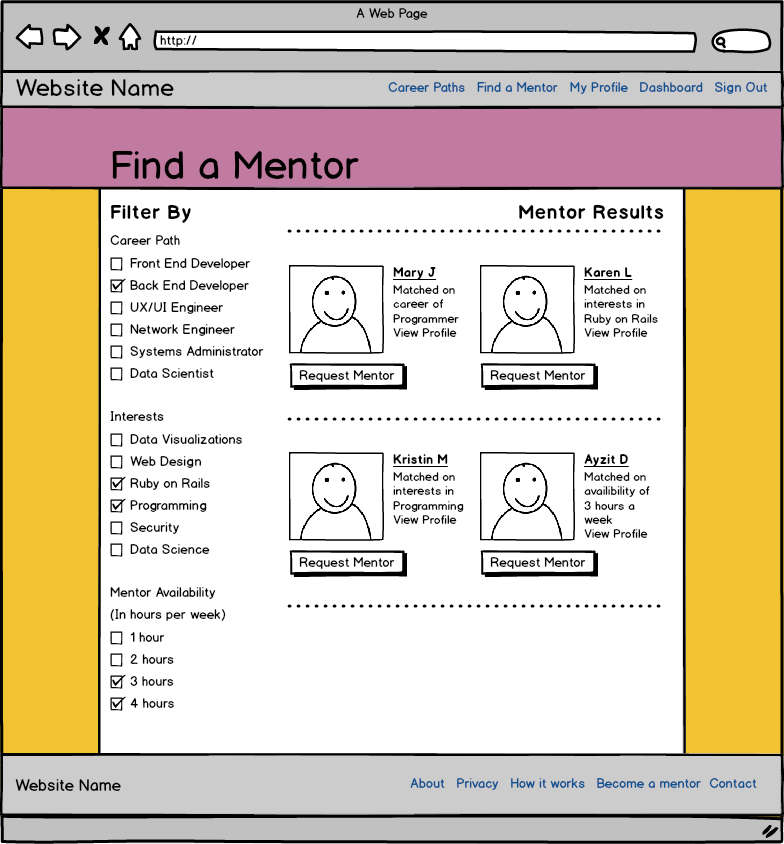 A Web Page
http://
Website Name
Career Paths Find a Mentor My Profile Dashboard Sign Out
Find a Mentor
Filter By
Career Path
Front End Developer
Back End Developer
UX/UI Engineer
Network Engineer
Systems Administrator
Data Scientist
Interests
Data Visualizations
Web Design
Ruby on Rails
Programming
Security
Data Science
Mentor Availability
(In hours per week)
1 hour
2 hours
3 hours
4 hours
Mentor Results
Mary J
Matched on
career of
Programmer
View Profile
Request Mentor
Karen L
Matched on
interests in
Ruby on Rails
View Profile
Request Mentor
Kristin M
Matched on
interests in
Programming
View Profile
Request Mentor
Ayzit D
Matched on
availibility of
3 hours a
week
View Profile
Request Mentor
Website Name
About Privacy How it works Become a mentor Contact